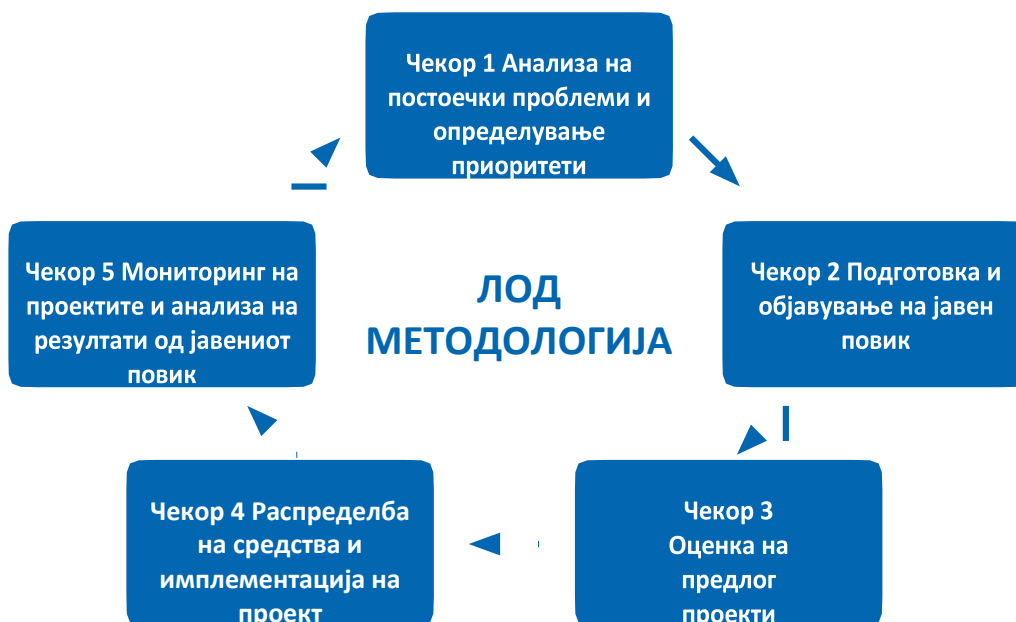 Чекор 1 Анализа на
постоечки проблеми и
определување
приоритети
Чекор 5 Мониторинг на
проектите и анализа на
резултати од јавениот
повик
ЛОД
МЕТОДОЛОГИЈА
Чекор 2 Подготовка и
објавување на јавен
повик
Чекор 4 Распределба
на средства и
имплементација на
проект
Чекор 3
Оценка на
предлог
проекти